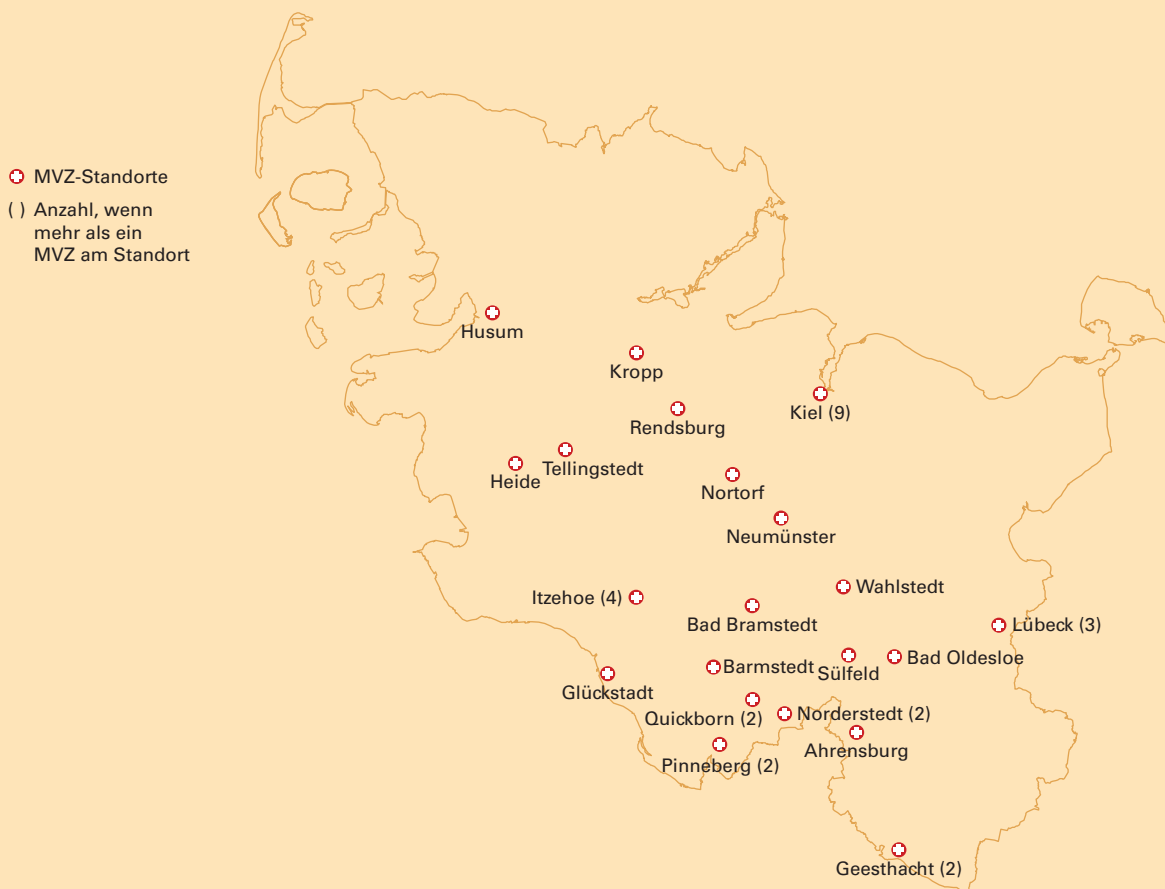 MVZ-Standorte
( ) Anzahl, wenn
mehr als ein
MVZ am Standort
Husum
Kropp
Kiel (9)
Rendsburg
Tellingstedt
Heide
Nortorf
Neumünster
Wahlstedt
Itzehoe (4)
Bad Bramstedt
Lübeck (3)
Bad Oldesloe
Barmstedt
Sülfeld
Glückstadt
Quickborn (2)
Norderstedt (2)
Ahrensburg
Pinneberg (2)
Geesthacht (2)